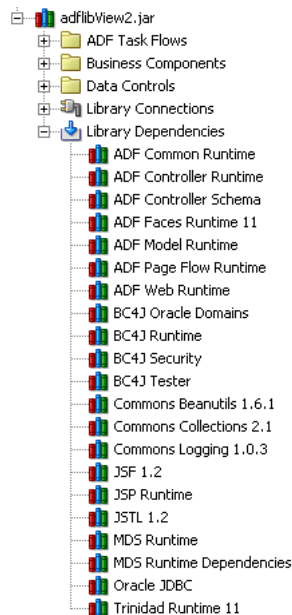 adflibView2.jar
ADF Task Flows
Business Components
Data Controls
Library Connections
Library Dependencies
ADF Common Runtime
ADF Controller Runtime
ADF Controller Schema
ADF Faces Runtime 11
ADF Model Runtime
ADF Page Flow Runtime
ADF Web Runtime
BC4J Oracle Domains
BC4J Runtime
BC4J Security
BC4J Tester
Commons Beanutils 1.6.1
Commons Collections 2.1
Commons Logging 1.0.3
JSF 1.2
JSP Runtime
JSTL 1.2
MDS Runtime
MDS Runtime Dependencies
Oracle JDBC
Trinidad Runtime 11